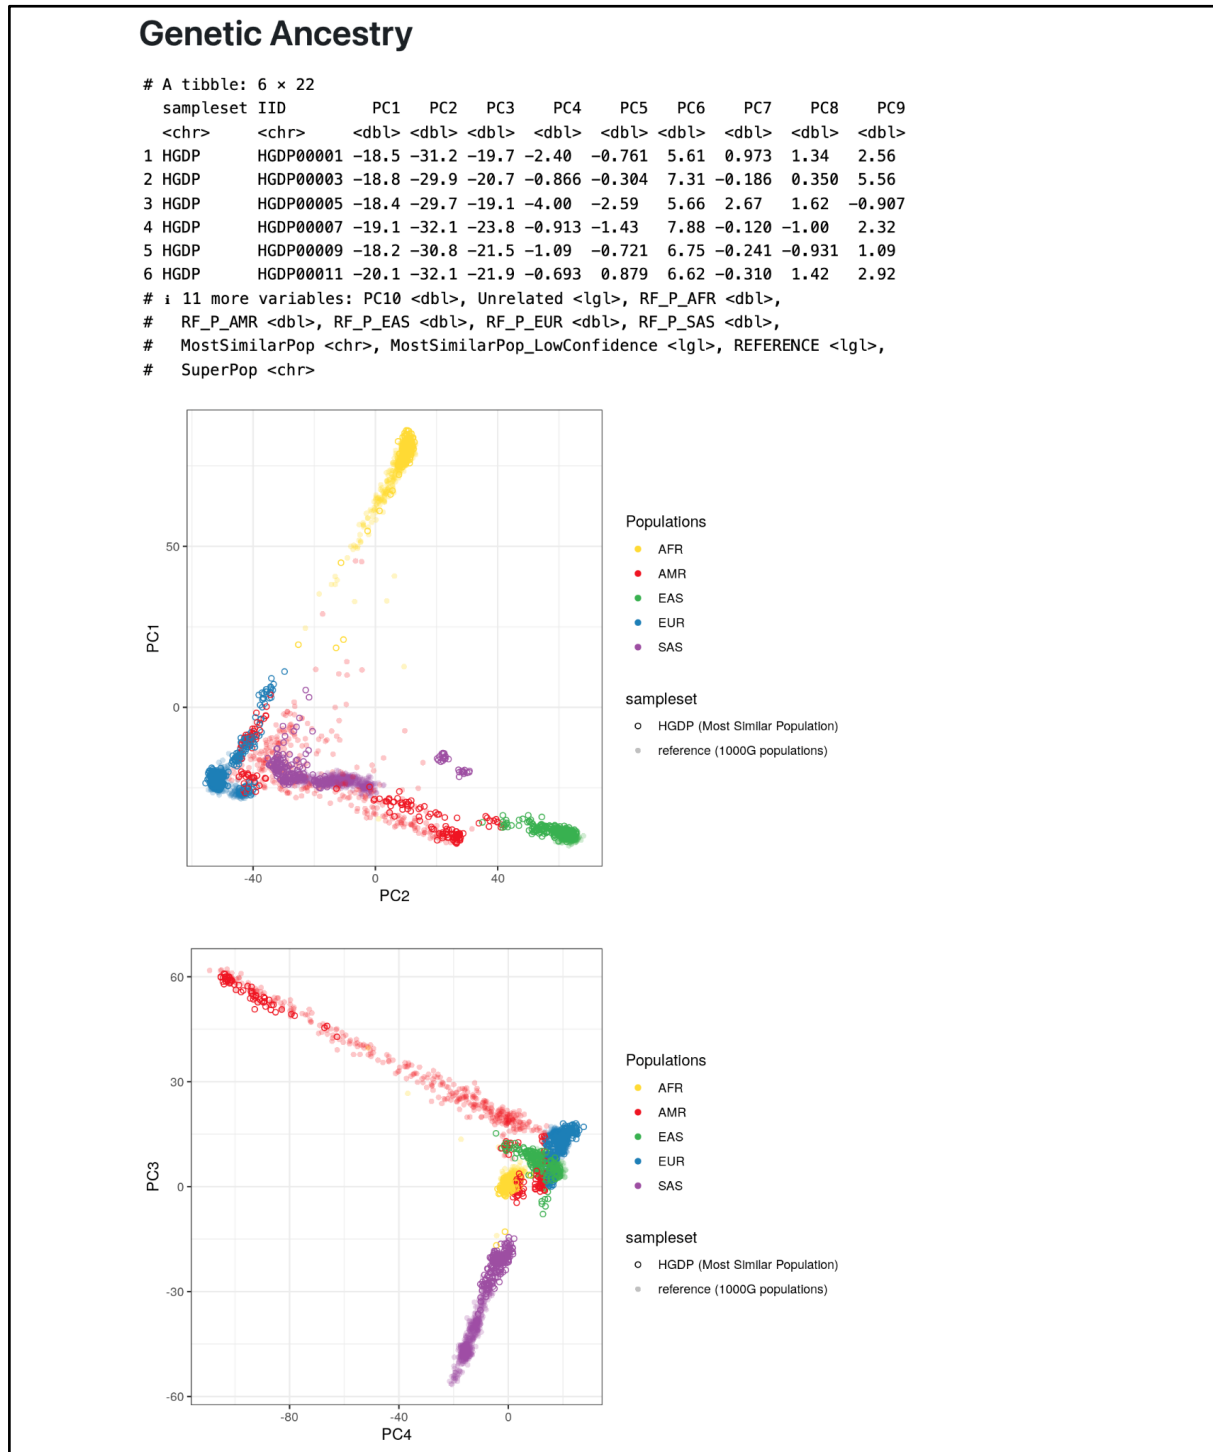 Genetic Ancestry
# A tibble: 6 × 22
sampleset IID PC1 PC2 PC3 PC4 PC5 PC6 PC7 PC8 PC9
<chr> <chr> <dbl> <dbl> <dbl> <dbl> <dbl> <dbl> <dbl> <dbl> <dbl>
1 HGDP HGDP00001 −18.5 −31.2 −19.7 −2.40 −0.761 5.61 0.973 1.34 2.56
2 HGDP HGDP00003 −18.8 −29.9 −20.7 −0.866 −0.304 7.31 −0.186 0.350 5.56
3 HGDP HGDP00005 −18.4 −29.7 −19.1 −4.00 −2.59 5.66 2.67 1.62 −0.907
4 HGDP HGDP00007 −19.1 −32.1 −23.8 −0.913 −1.43 7.88 −0.120 −1.00 2.32
5 HGDP HGDP00009 −18.2 −30.8 −21.5 −1.09 −0.721 6.75 −0.241 −0.931 1.09
6 HGDP HGDP00011 −20.1 −32.1 −21.9 −0.693 0.879 6.62 −0.310 1.42 2.92
# ℹ 11 more variables: PC10 <dbl>, Unrelated <lgl>, RF_P_AFR <dbl>,
# RF_P_AMR <dbl>, RF_P_EAS <dbl>, RF_P_EUR <dbl>, RF_P_SAS <dbl>,
# MostSimilarPop <chr>, MostSimilarPop_LowConfidence <lgl>, REFERENCE <lgl>,
# SuperPop <chr>
50
0
PC1
-40 0 40
PC2
Populations
AFR
AMR
EAS
EUR
SAS
sampleset
HGDP (Most Similar Population)
reference (1000G populations)
60
30
0
-30
-60
PC3
-80 -40 0
PC4
Populations
AFR
AMR
EAS
EUR
SAS
sampleset
HGDP (Most Similar Population)
reference (1000G populations)